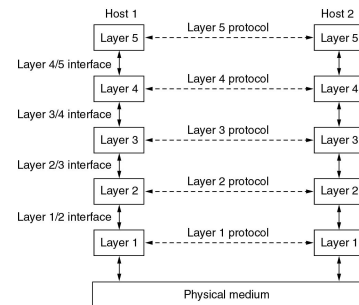 Host 1 Host 2
Layer 5 Layer 5 protocol Layer 5
Layer 4/5 interface
Layer 4 Layer 4 protocol Layer 4
Layer 3/4 interface
Layer 3 Layer 3 protocol Layer 3
Layer 2/3 interface
Layer 2 Layer 2 protocol Layer 2
Layer 1/2 interface
Layer 1 Layer 1 protocol Layer 1
Physical medium